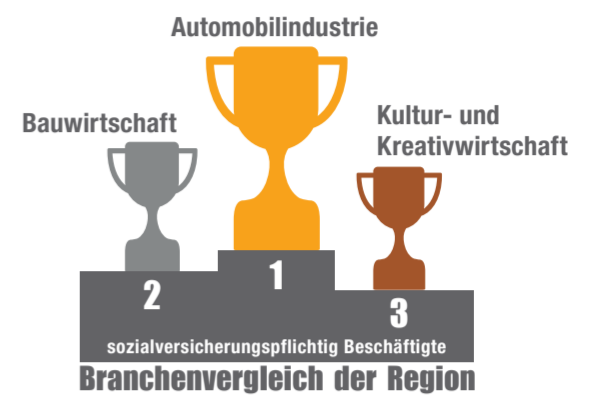 Automobilindustrie
Bauwirtschaft
Kultur- und
Kreativwirtschaft
1
2
3
sozialversicherungspflichtig Beschäftigte
Branchenvergleich der Region